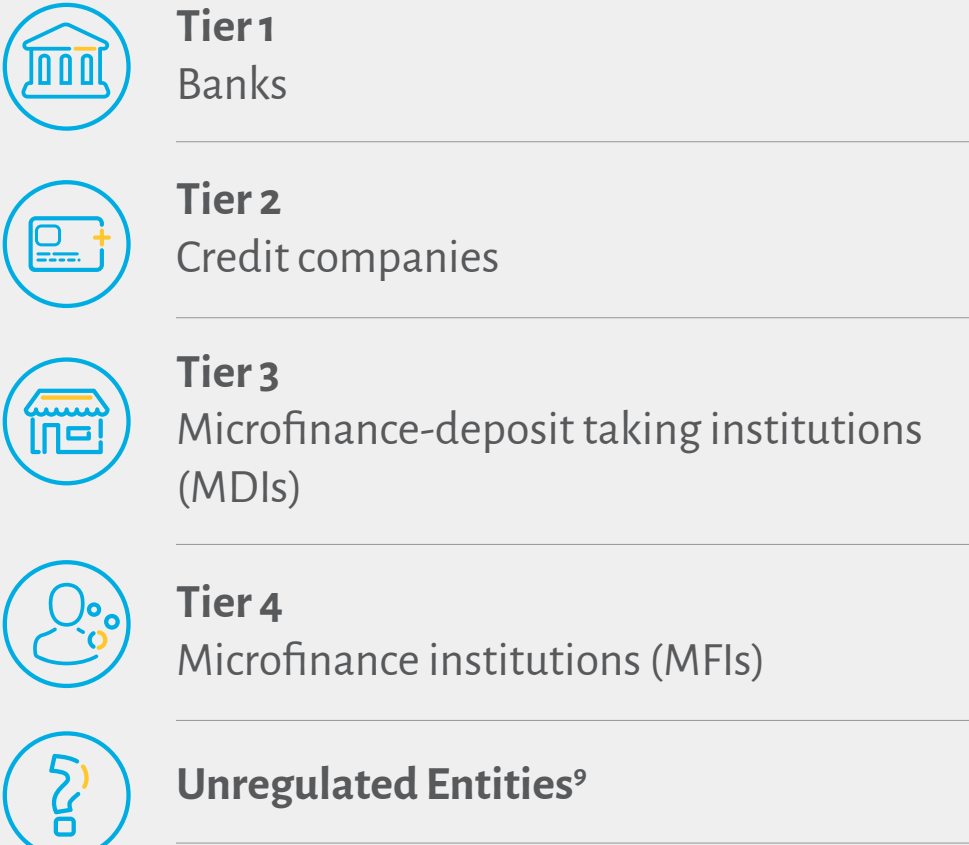 Tier 1
Banks
Tier 2
Credit companies
Tier 3
Microfinance-deposit taking institutions
(MDIs)
Tier 4
Microfinance institutions (MFIs)
Unregulated Entities⁹